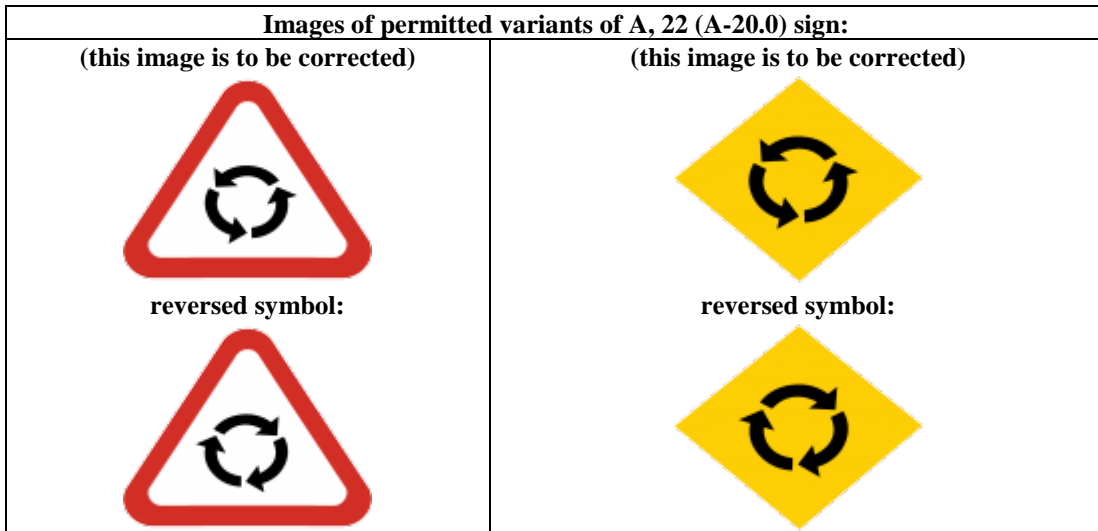 Images of permitted variants of A, 22 (A-20.0) sign:
(this image is to be corrected)
(this image is to be corrected)
reversed symbol:
reversed symbol: